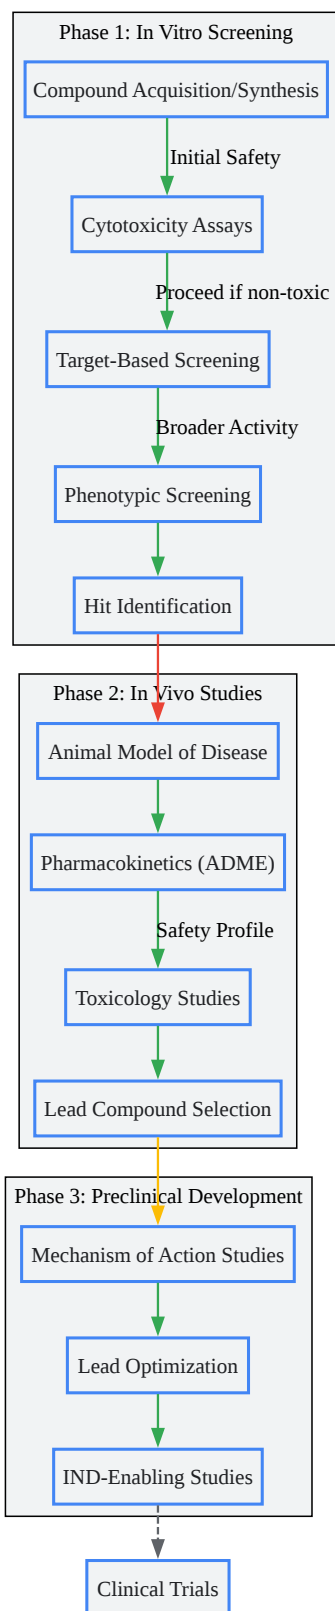 Phase 1: In Vitro Screening
Compound Acquisition/Synthesis
Initial Safety
Cytotoxicity Assays
Proceed if non-toxic
Target-Based Screening
Broader Activity
Phenotypic Screening
Hit Identification
Phase 2: In Vivo Studies
Animal Model of Disease
Pharmacokinetics (ADME)
Safety Profile
Toxicology Studies
Lead Compound Selection
Phase 3: Preclinical Development
Mechanism of Action Studies
Lead Optimization
IND-Enabling Studies
Clinical Trials